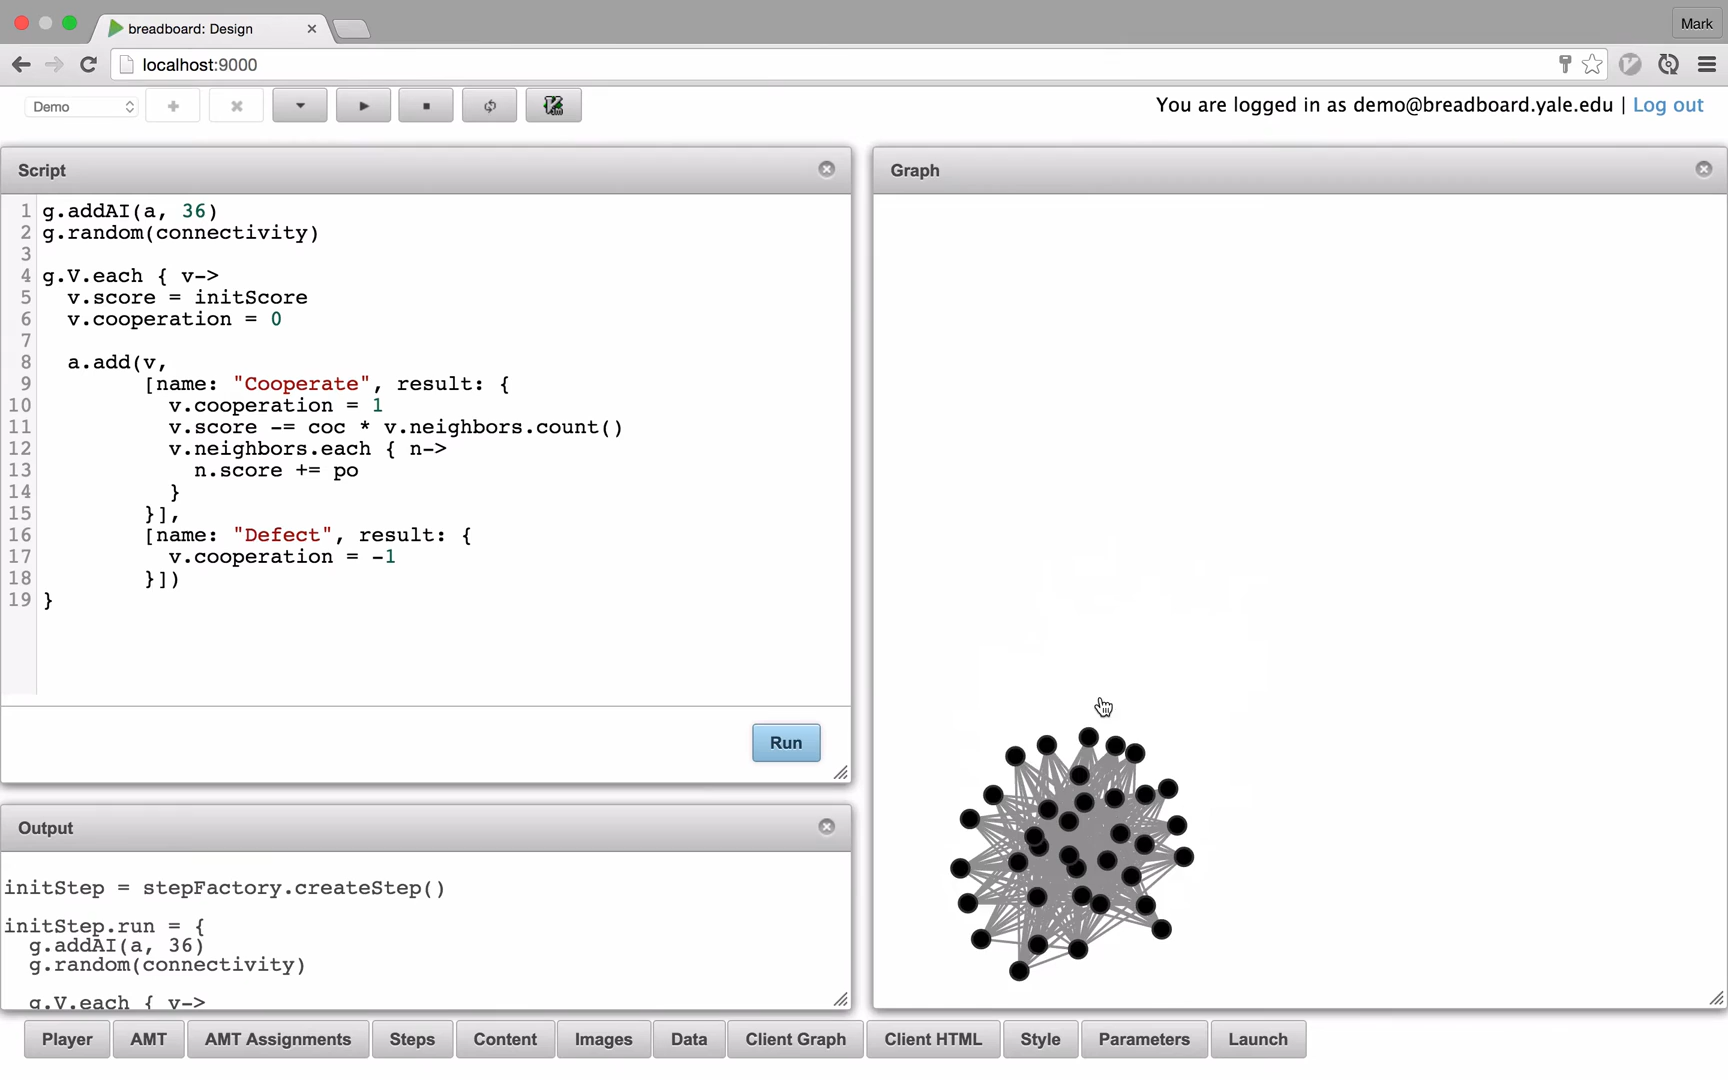 breadboard: Design
Mark
localhost:9000
Demo
You are logged in as demo@breadboard.yale.edu | Log out
Script
1 g.addAI(a, 36)
2 g.random(connectivity)
3
4 g.V.each { v->
5 v.score = initScore
6 v.cooperation = 0
7
8 a.add(v,
9 [name: "Cooperate", result: {
10 v.cooperation = 1
11 v.score -= coc * v.neighbors.count()
12 v.neighbors.each { n->
13 n.score += po
14 }
15 }],
16 [name: "Defect", result: {
17 v.cooperation = -1
18 }])
19 }
Run
Output
initStep = stepFactory.createStep()
initStep.run = {
g.addAI(a, 36)
g.random(connectivity)
g.V.each { v->
Graph
Player AMT AMT Assignments Steps Content Images Data Client Graph Client HTML Style Parameters Launch